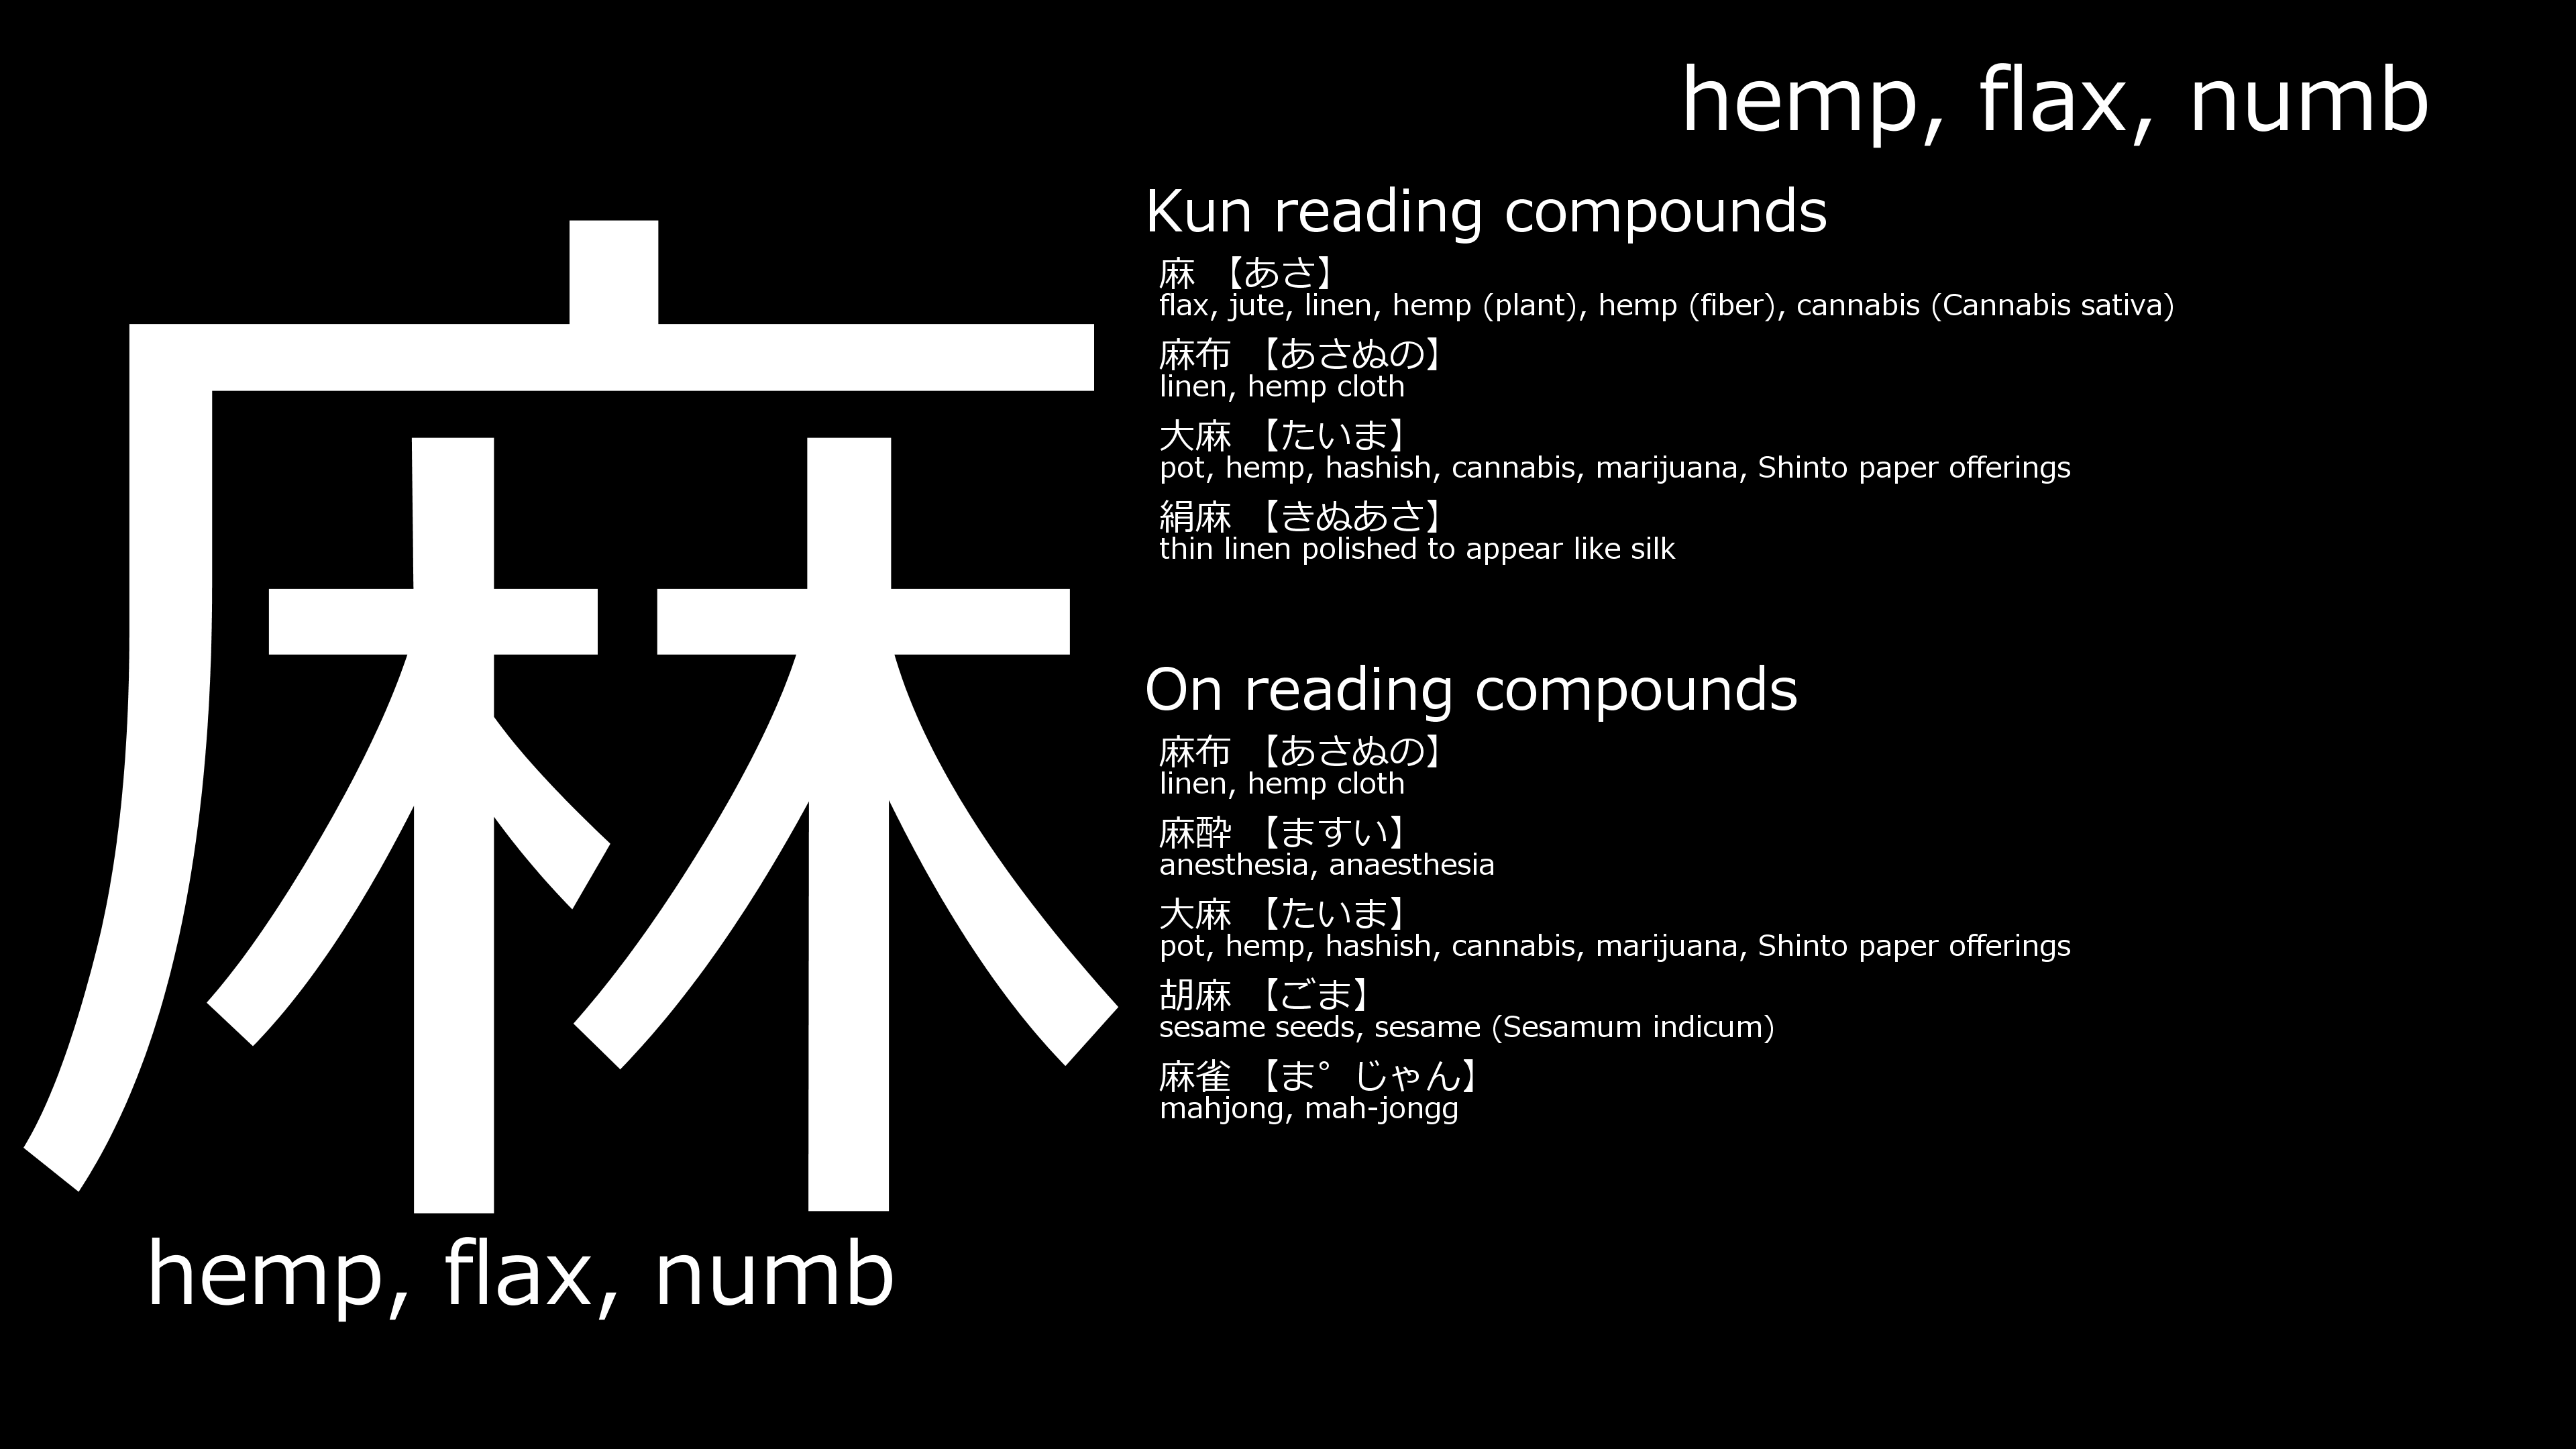 麻
hemp, flax, numb
hemp, flax, numb
Kun reading compounds
麻 【あさ】
flax, jute, linen, hemp (plant), hemp (fiber), cannabis (Cannabis sativa)
麻布 【あさぬの】
linen, hemp cloth
大麻 【たいま】
pot, hemp, hashish, cannabis, marijuana, Shinto paper offerings
絹麻 【きぬあさ】
thin linen polished to appear like silk
On reading compounds
麻布 【あさぬの】
linen, hemp cloth
麻酔 【ますい】
anesthesia, anaesthesia
大麻 【たいま】
pot, hemp, hashish, cannabis, marijuana, Shinto paper offerings
胡麻 【ごま】
sesame seeds, sesame (Sesamum indicum)
麻雀 【ま゜じゃん】
mahjong, mah-jongg